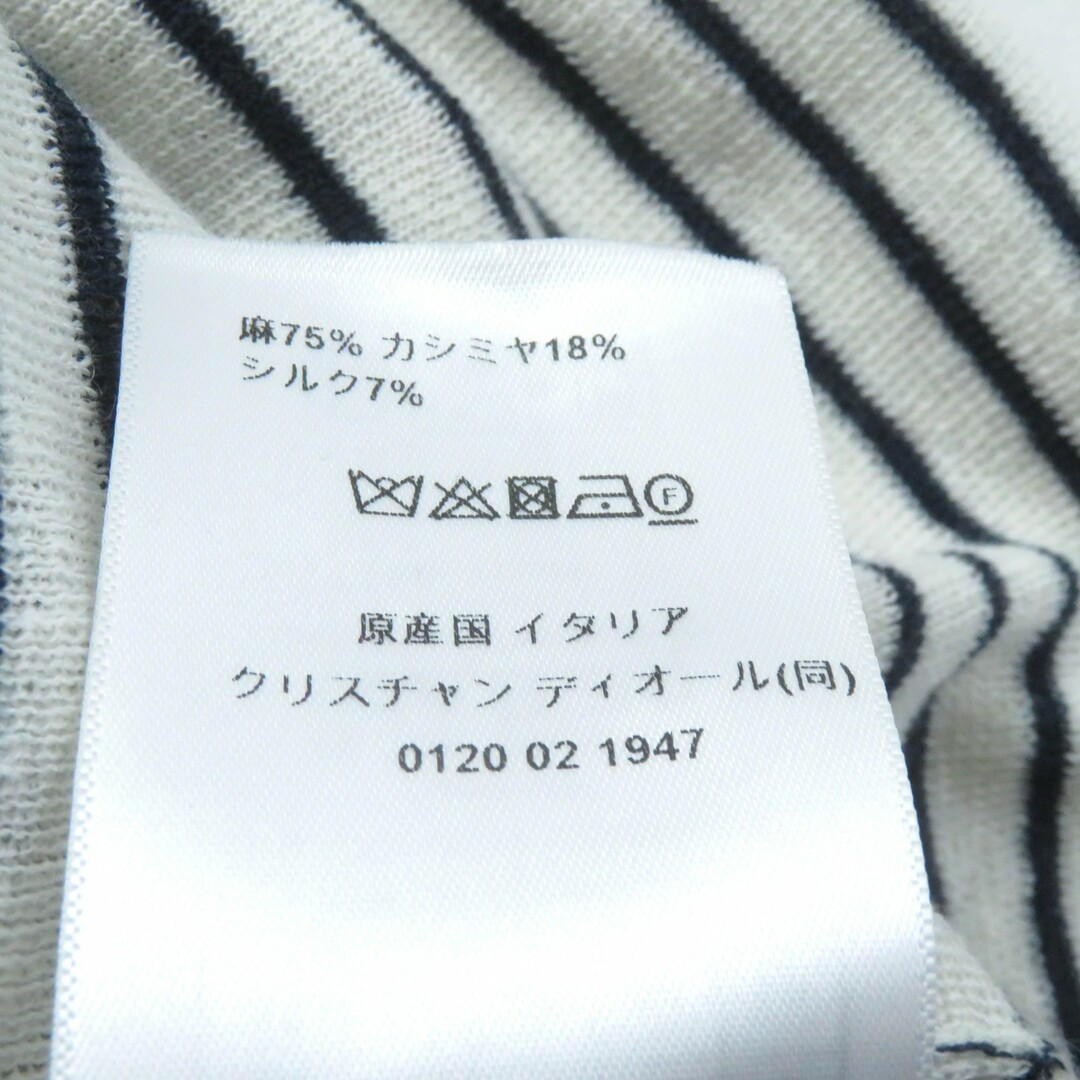 麻75% カシミヤ18%
シルク7%
F
原産国 イタリア
クリスチャン ディオール(同)
0120 02 1947